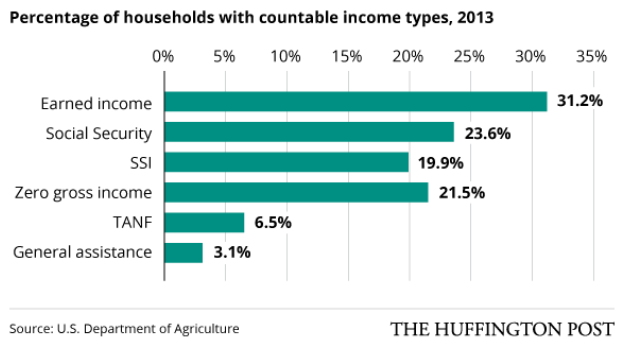 Percentage of households with countable income types, 2013
0% 5% 10% 15% 20% 25% 30% 35%
Earned income 31.2%
Social Security 23.6%
SSI 19.9%
Zero gross income 21.5%
TANF 6.5%
General assistance 3.1%
Source: U.S. Department of Agriculture THE HUFFINGTON POST